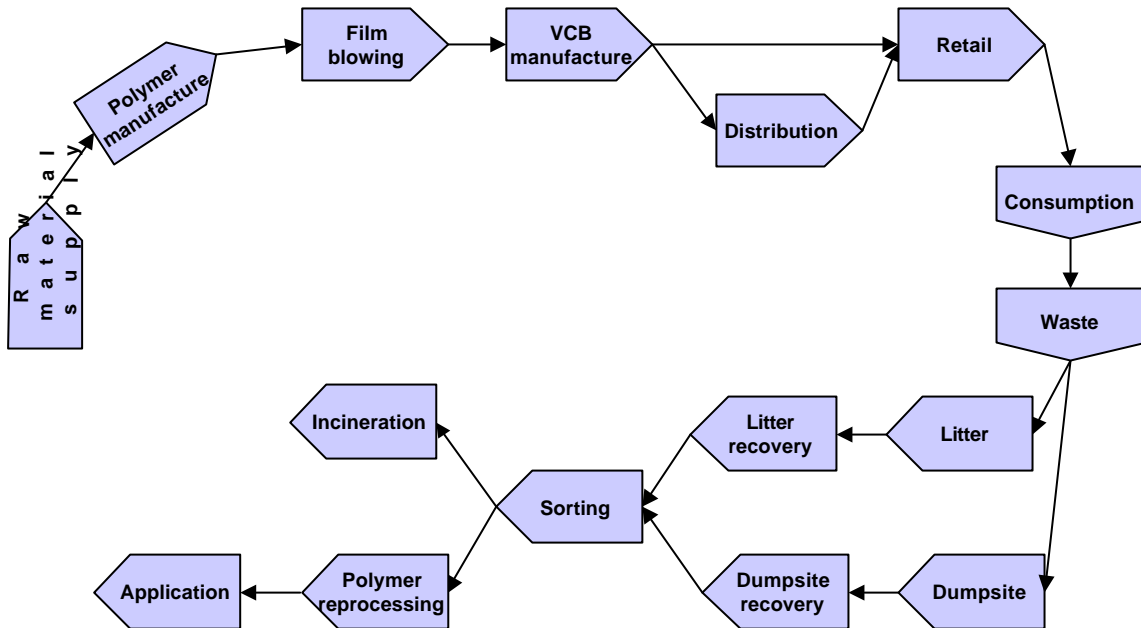 Raw
material
supply
Polymer
manufacture
Film
blowing
VCB
manufacture
Distribution
Retail
Consumption
Waste
Litter
Litter
recovery
Dumpsite
Dumpsite
recovery
Sorting
Incineration
Polymer
reprocessing
Application